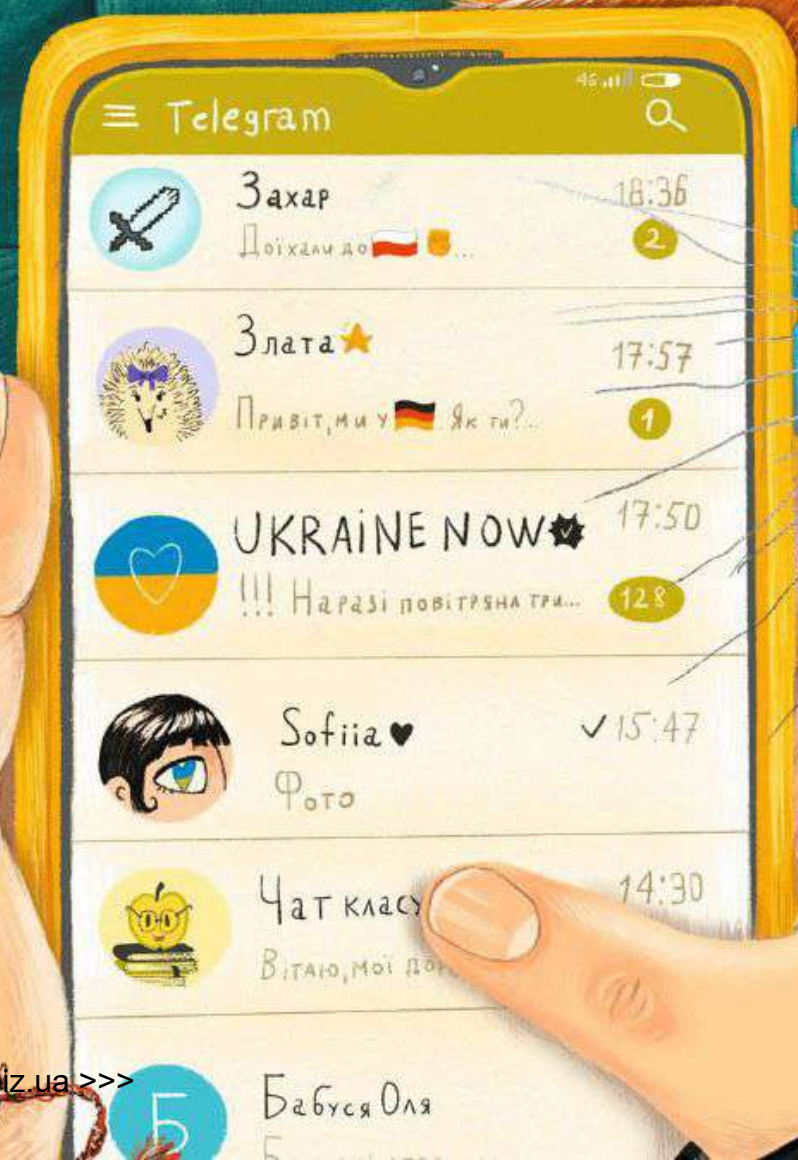 4G
Telegram
Захар
18:36
Доїхали до 🇵🇱 ✊...
2
Злата⭐
17:57
Привіт, ми у 🇩🇪 Як ти?...
1
UKRAiNE NOW
17:50
!!! Наразі повітряна три...
128
Sofiia♥
✓15:47
Фото
Чат класу
14:30
Вітаю, мої
Б
Бабуся Оля
iz.ua >>>